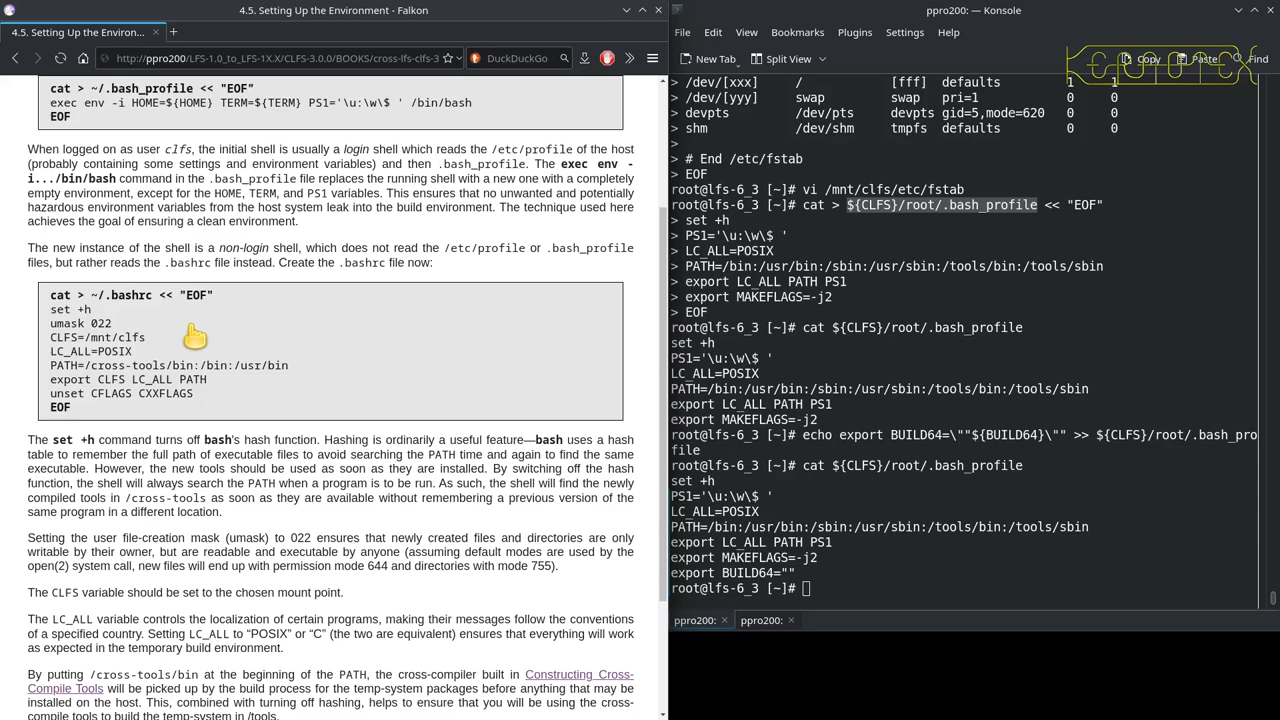 4.5. Setting Up the Environment - Falkon
4.5. Setting Up the Environ...
http://ppro200/LFS-1.0_to_LFS-1X.X/CLFS-3.0.0/BOOKS/cross-lfs-clfs-3
DuckDuckGo
cat > ~/.bash_profile << "EOF"
exec env -i HOME=${HOME} TERM=${TERM} PS1='\u:\w\$ ' /bin/bash
EOF
When logged on as user clfs, the initial shell is usually a login shell which reads the /etc/profile of the host
(probably containing some settings and environment variables) and then .bash_profile. The exec env -
i.../bin/bash command in the .bash_profile file replaces the running shell with a new one with a completely
empty environment, except for the HOME, TERM, and PS1 variables. This ensures that no unwanted and potentially
hazardous environment variables from the host system leak into the build environment. The technique used here
achieves the goal of ensuring a clean environment.
The new instance of the shell is a non-login shell, which does not read the /etc/profile or .bash_profile
files, but rather reads the .bashrc file instead. Create the .bashrc file now:
cat > ~/.bashrc << "EOF"
set +h
umask 022
CLFS=/mnt/clfs
LC_ALL=POSIX
PATH=/cross-tools/bin:/bin:/usr/bin
export CLFS LC_ALL PATH
unset CFLAGS CXXFLAGS
EOF
The set +h command turns off bash's hash function. Hashing is ordinarily a useful feature—bash uses a hash
table to remember the full path of executable files to avoid searching the PATH time and again to find the same
executable. However, the new tools should be used as soon as they are installed. By switching off the hash
function, the shell will always search the PATH when a program is to be run. As such, the shell will find the newly
compiled tools in /cross-tools as soon as they are available without remembering a previous version of the
same program in a different location.
Setting the user file-creation mask (umask) to 022 ensures that newly created files and directories are only
writable by their owner, but are readable and executable by anyone (assuming default modes are used by the
open(2) system call, new files will end up with permission mode 644 and directories with mode 755).
The CLFS variable should be set to the chosen mount point.
The LC_ALL variable controls the localization of certain programs, making their messages follow the conventions
of a specified country. Setting LC_ALL to “POSIX” or “C” (the two are equivalent) ensures that everything will work
as expected in the temporary build environment.
By putting /cross-tools/bin at the beginning of the PATH, the cross-compiler built in Constructing Cross-
Compile Tools will be picked up by the build process for the temp-system packages before anything that may be
installed on the host. This, combined with turning off hashing, helps to ensure that you will be using the cross-
compile tools to build the temp-system in /tools.
ppro200: — Konsole
File Edit View Bookmarks Plugins Settings Help
New Tab Split View Copy Paste Find
> /dev/[xxx] / [fff] defaults 1 1
> /dev/[yyy] swap swap pri=1 0 0
> devpts /dev/pts devpts gid=5,mode=620 0 0
> shm /dev/shm tmpfs defaults 0 0
>
> # End /etc/fstab
> EOF
root@lfs-6_3 [~]# vi /mnt/clfs/etc/fstab
root@lfs-6_3 [~]# cat > ${CLFS}/root/.bash_profile << "EOF"
> set +h
> PS1='\u:\w\$ '
> LC_ALL=POSIX
> PATH=/bin:/usr/bin:/sbin:/usr/sbin:/tools/bin:/tools/sbin
> export LC_ALL PATH PS1
> export MAKEFLAGS=-j2
> EOF
root@lfs-6_3 [~]# cat ${CLFS}/root/.bash_profile
set +h
PS1='\u:\w\$ '
LC_ALL=POSIX
PATH=/bin:/usr/bin:/sbin:/usr/sbin:/tools/bin:/tools/sbin
export LC_ALL PATH PS1
export MAKEFLAGS=-j2
root@lfs-6_3 [~]# echo export BUILD64=\""${BUILD64}\"" >> ${CLFS}/root/.bash_pro
file
root@lfs-6_3 [~]# cat ${CLFS}/root/.bash_profile
set +h
PS1='\u:\w\$ '
LC_ALL=POSIX
PATH=/bin:/usr/bin:/sbin:/usr/sbin:/tools/bin:/tools/sbin
export LC_ALL PATH PS1
export MAKEFLAGS=-j2
export BUILD64=""
root@lfs-6_3 [~]#
ppro200: ppro200: